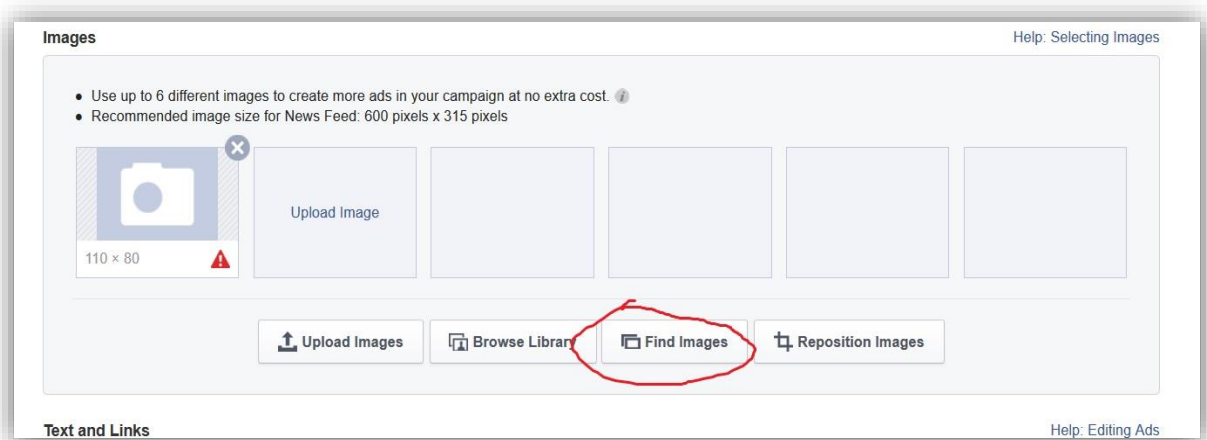 Images
Help: Selecting Images
Use up to 6 different images to create more ads in your campaign at no extra cost. i
Recommended image size for News Feed: 600 pixels x 315 pixels
Upload Image
110 × 80
Upload Images
Browse Library
Find Images
Reposition Images
Text and Links
Help: Editing Ads